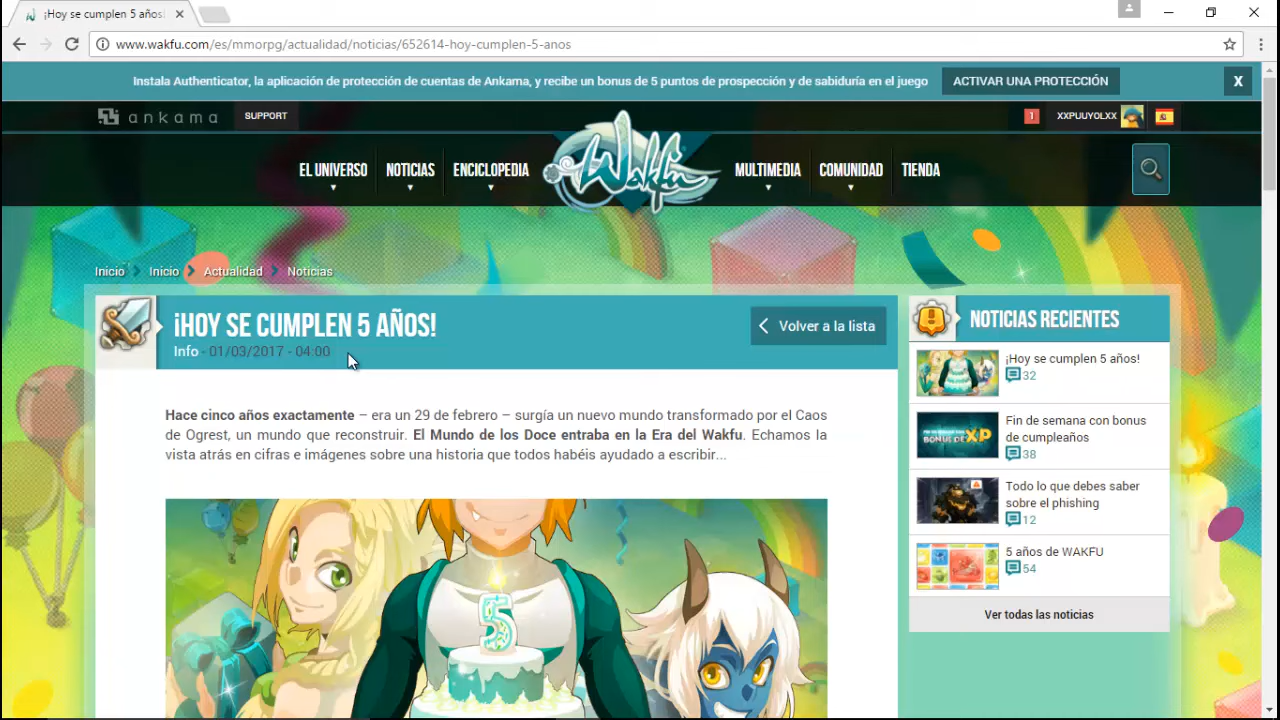 ¡Hoy se cumplen 5 años!
www.wakfu.com/es/mmorpg/actualidad/noticias/652614-hoy-cumplen-5-anos
Instala Authenticator, la aplicación de protección de cuentas de Ankama, y recibe un bonus de 5 puntos de prospección y de sabiduría en el juego
ACTIVAR UNA PROTECCIÓN
X
ankama
SUPPORT
1
XXPUUYOLXX
EL UNIVERSO
NOTICIAS
ENCICLOPEDIA
Wakfu
MULTIMEDIA
COMUNIDAD
TIENDA
Inicio
Inicio
Actualidad
Noticias
¡HOY SE CUMPLEN 5 AÑOS!
Info - 01/03/2017 - 04:00
Volver a la lista
Hace cinco años exactamente – era un 29 de febrero – surgía un nuevo mundo transformado por el Caos
de Ogrest, un mundo que reconstruir. El Mundo de los Doce entraba en la Era del Wakfu. Echamos la
vista atrás en cifras e imágenes sobre una historia que todos habéis ayudado a escribir...
5
NOTICIAS RECIENTES
¡Hoy se cumplen 5 años!
32
BONUS DE XP
Fin de semana con bonus
de cumpleaños
38
Todo lo que debes saber
sobre el phishing
12
5 años de WAKFU
54
Ver todas las noticias